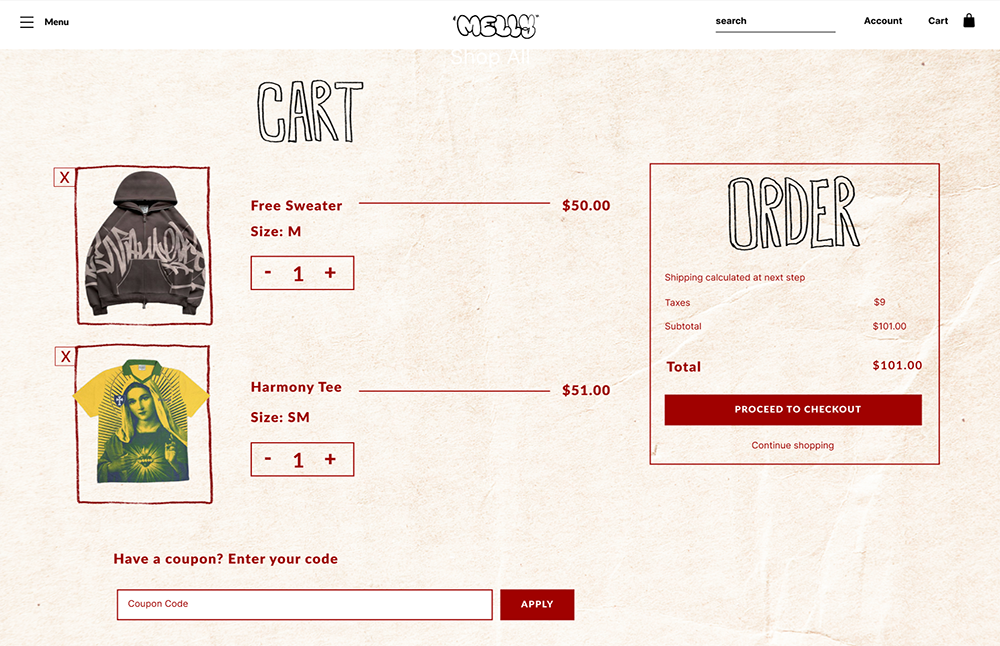 Menu
"MELLY"
search
Account
Cart
Shop All
CART
X
Free Sweater
$50.00
Size: M
- 1 +
X
Harmony Tee
$51.00
Size: SM
- 1 +
Have a coupon? Enter your code
Coupon Code
APPLY
ORDER
Shipping calculated at next step
Taxes
$9
Subtotal
$101.00
Total
$101.00
PROCEED TO CHECKOUT
Continue shopping